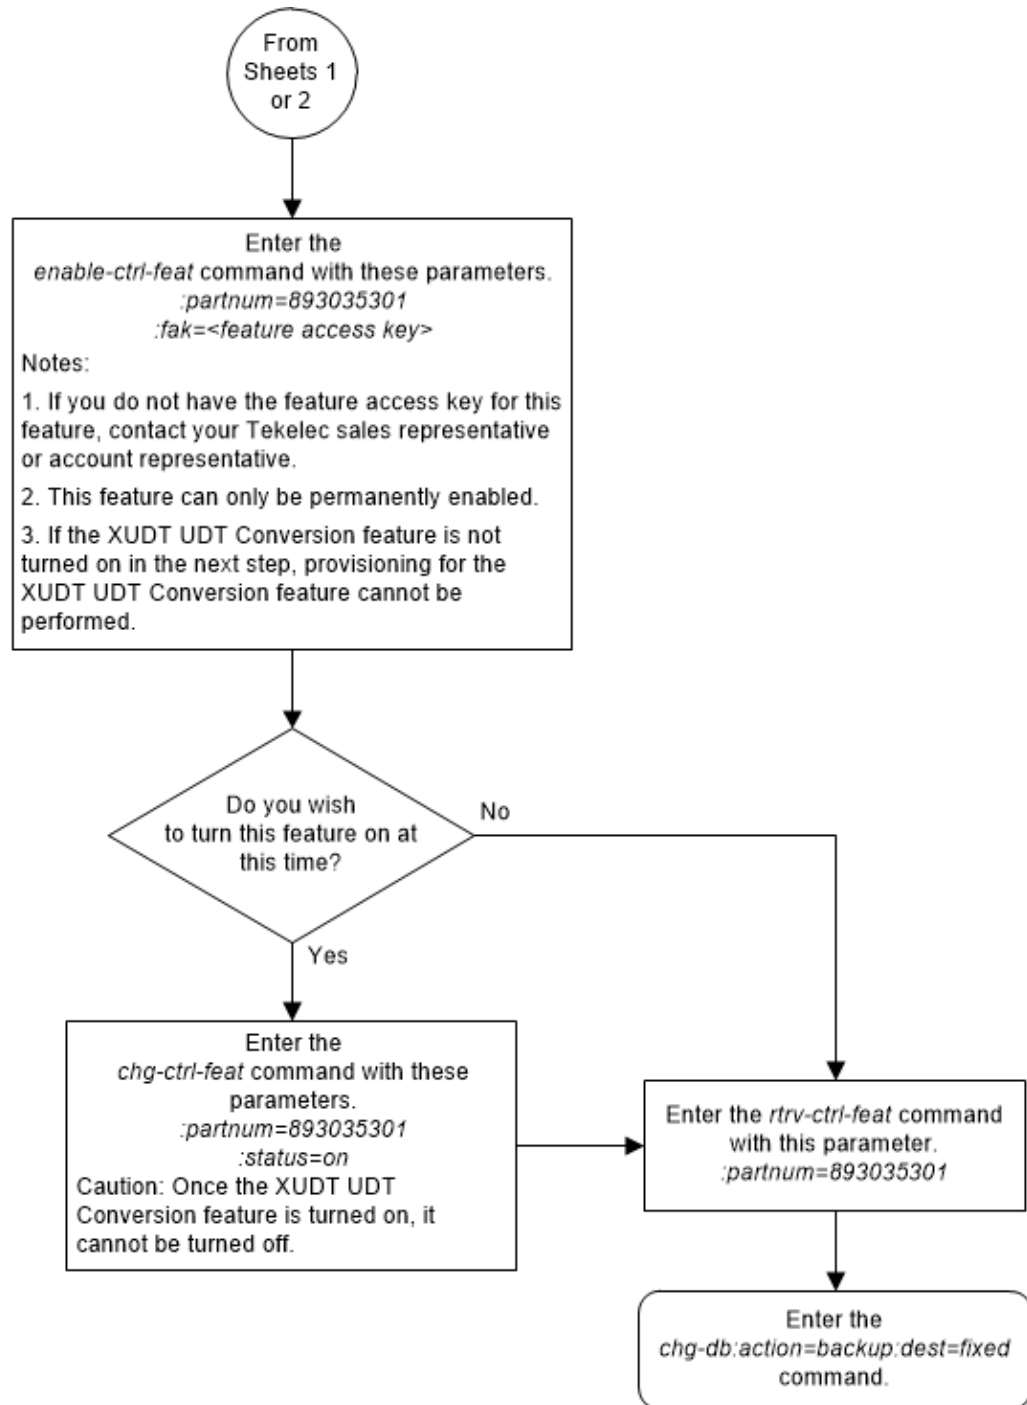 From
Sheets 1
or 2
Enter the
enable-ctrl-feat command with these parameters.
:partnum=893035301
:fak=<feature access key>
Notes:
1. If you do not have the feature access key for this
feature, contact your Tekelec sales representative
or account representative.
2. This feature can only be permanently enabled.
3. If the XUDT UDT Conversion feature is not
turned on in the next step, provisioning for the
XUDT UDT Conversion feature cannot be
performed.
Do you wish
to turn this feature on at
this time?
No
Yes
Enter the
chg-ctrl-feat command with these
parameters.
:partnum=893035301
:status=on
Caution: Once the XUDT UDT
Conversion feature is turned on, it
cannot be turned off.
Enter the rtrv-ctrl-feat command
with this parameter.
:partnum=893035301
Enter the
chg-db:action=backup:dest=fixed
command.